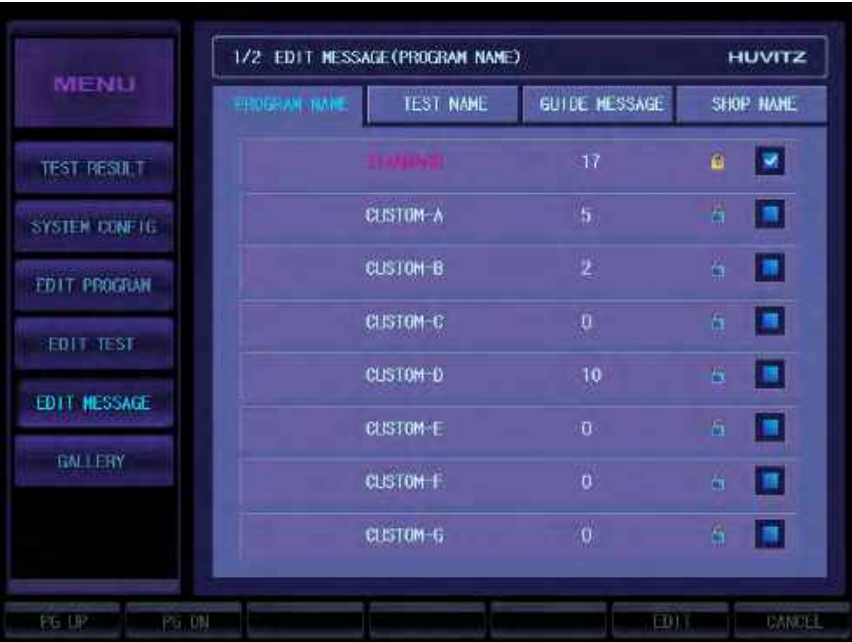 MENU
TEST RESULT
SYSTEM CONFIG
EDIT PROGRAM
EDIT TEST
EDIT MESSAGE
GALLERY
1/2 EDIT MESSAGE(PROGRAM NAME)
HUVITZ
PROGRAM NAME TEST NAME GUIDE MESSAGE SHOP NAME
STANDARD 17
CUSTOM-A 5
CUSTOM-B 2
CUSTOM-C 0
CUSTOM-D 10
CUSTOM-E 0
CUSTOM-F 0
CUSTOM-G 0
PG UP PG DN EDIT CANCEL